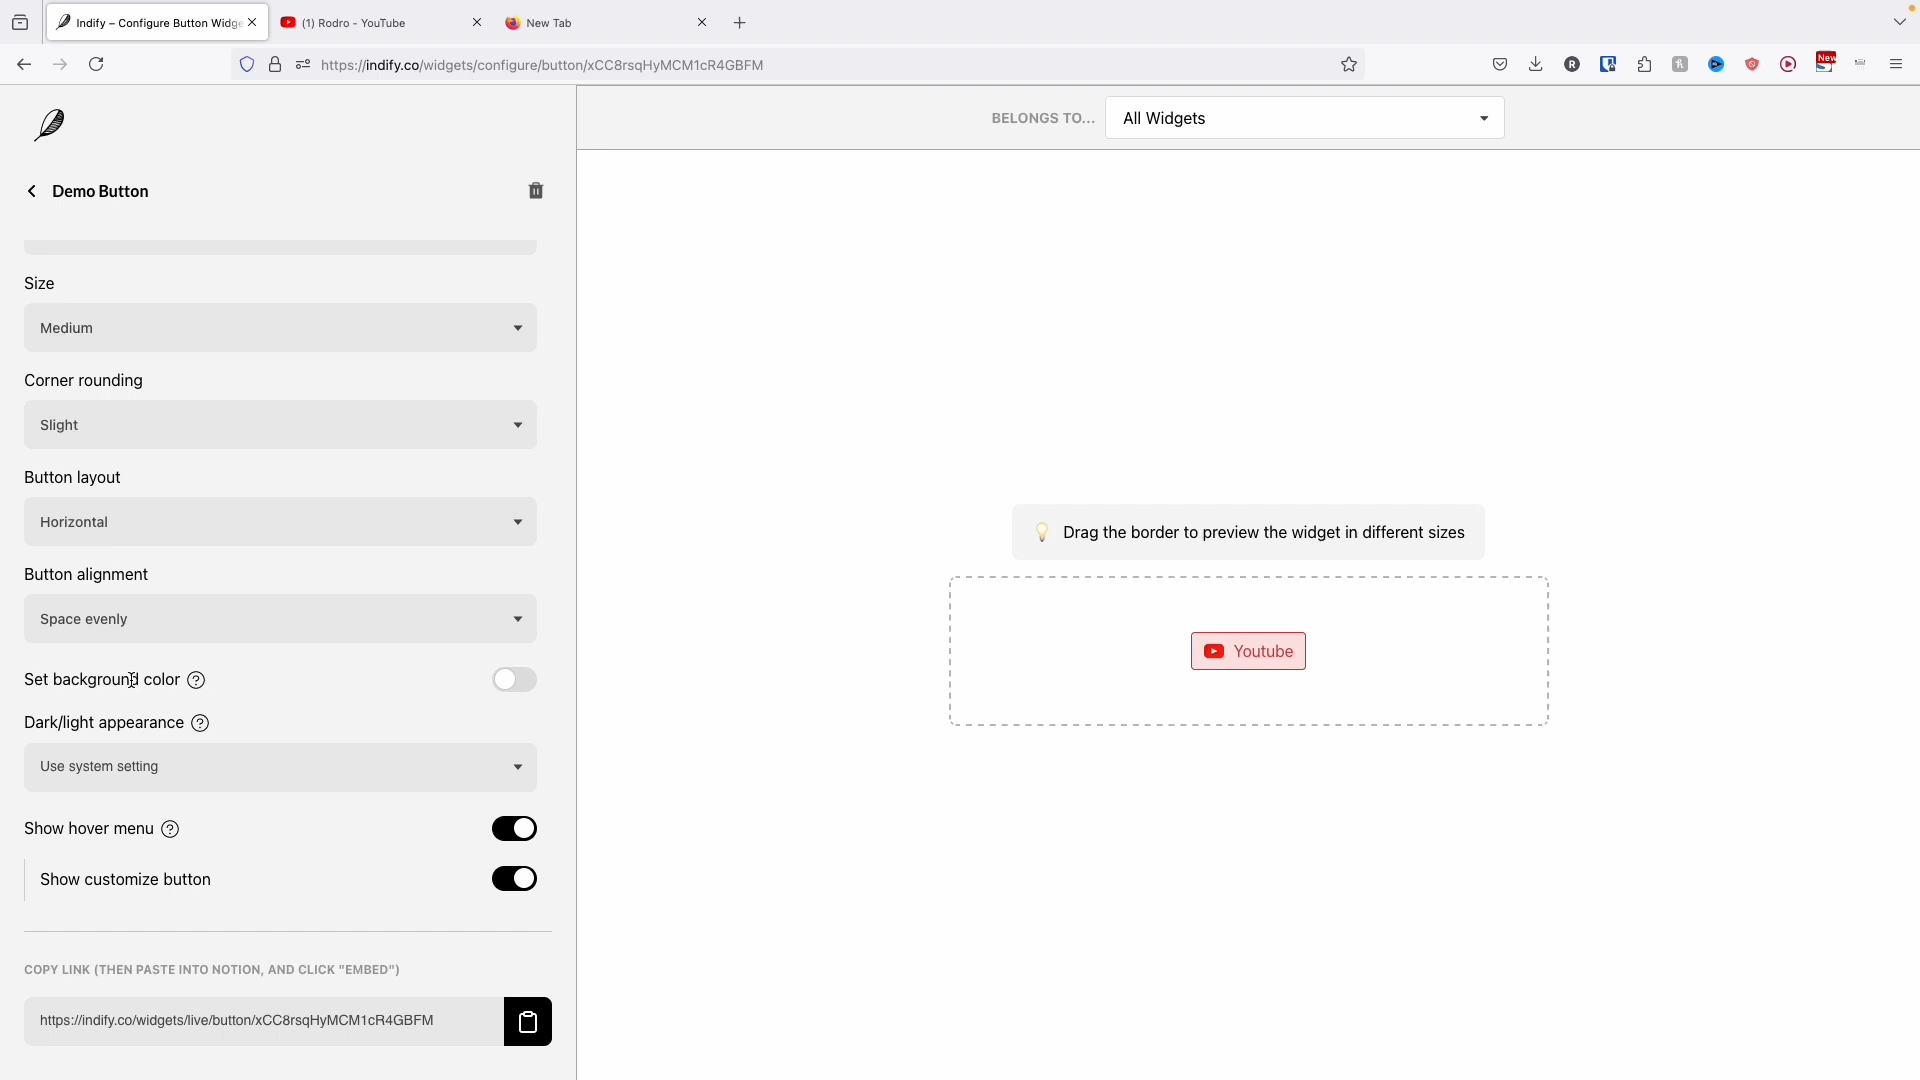 Indify – Configure Button Widge
(1) Rodro - YouTube
New Tab
https://indify.co/widgets/configure/button/xCC8rsqHyMCM1cR4GBFM
New
BELONGS TO...
All Widgets
Demo Button
Size
Medium
Corner rounding
Slight
Button layout
Horizontal
Button alignment
Space evenly
Set background color
Dark/light appearance
Use system setting
Show hover menu
Show customize button
COPY LINK (THEN PASTE INTO NOTION, AND CLICK "EMBED")
https://indify.co/widgets/live/button/xCC8rsqHyMCM1cR4GBFM
Drag the border to preview the widget in different sizes
Youtube